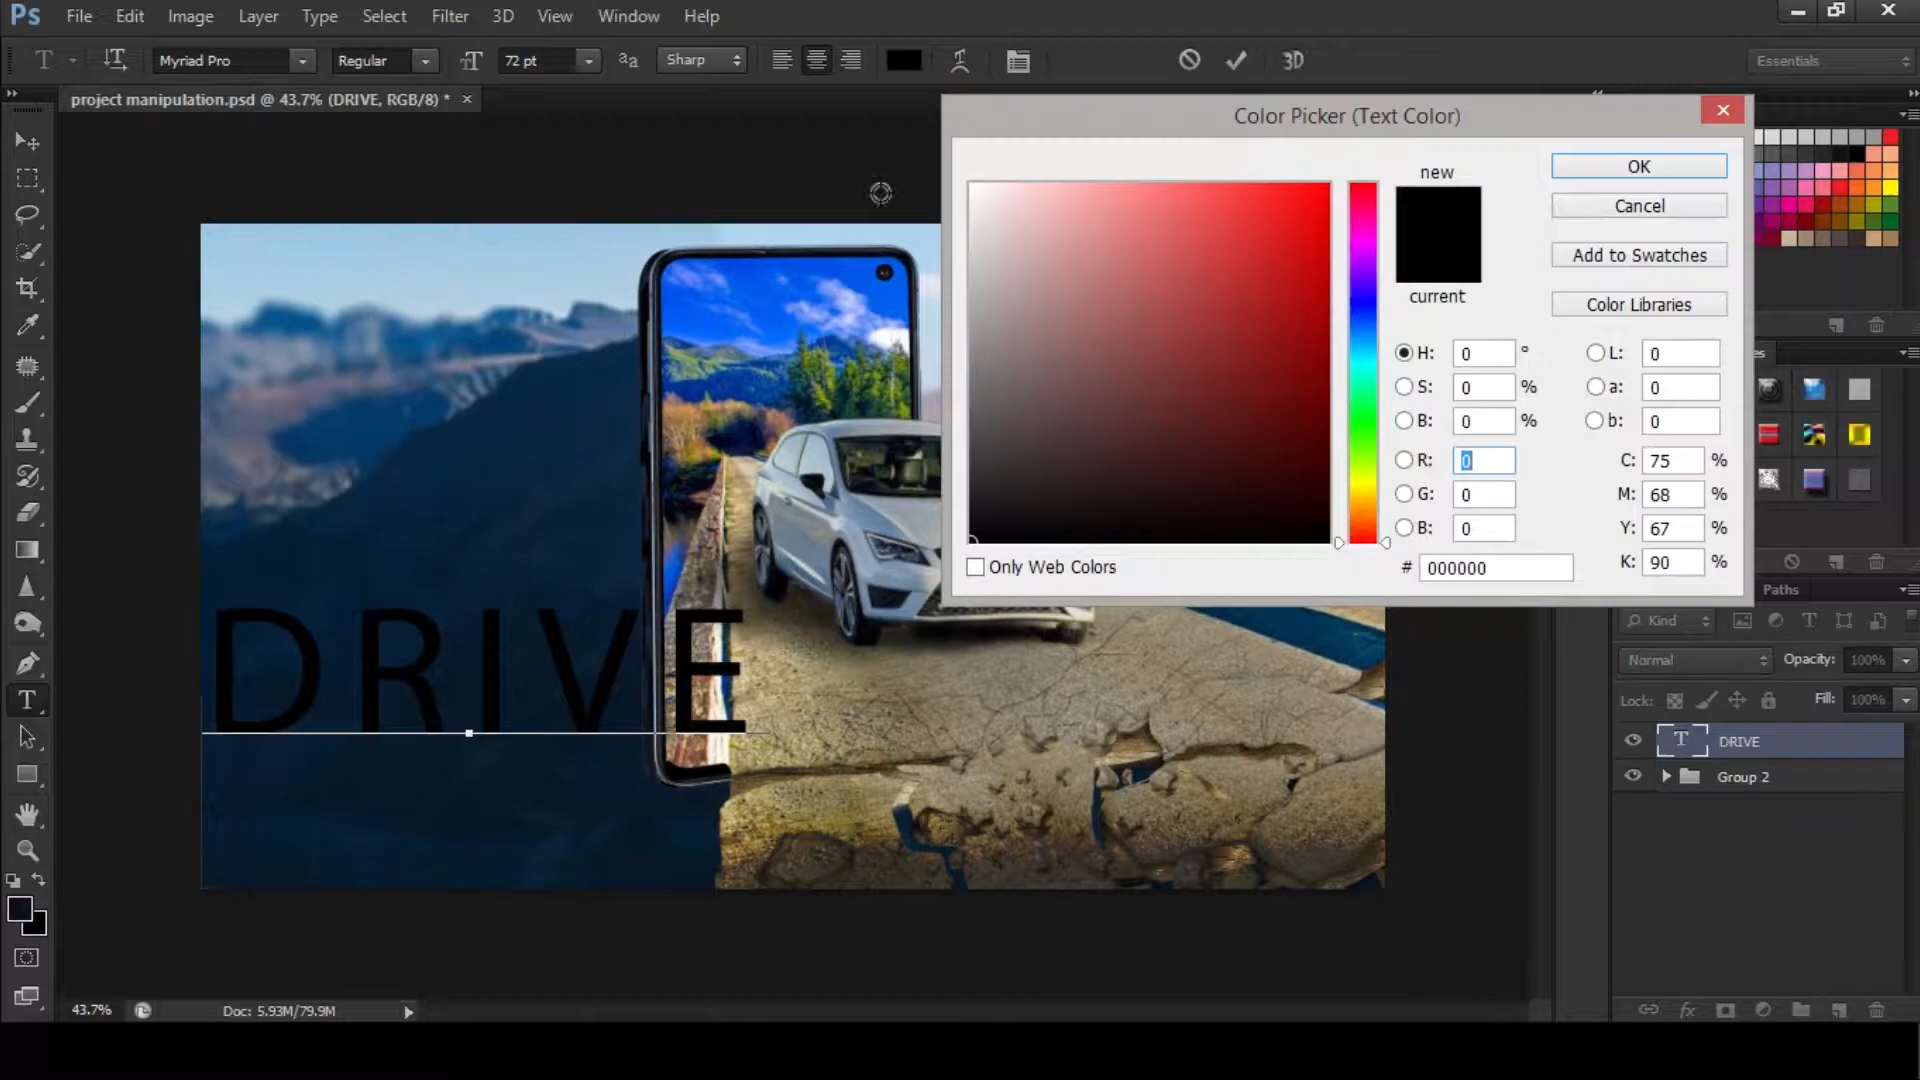 Ps File Edit Image Layer Type Select Filter 3D View Window Help
T Myriad Pro Regular 72 pt Sharp 3D Essentials
project manipulation.psd @ 43.7% (DRIVE, RGB/8) * ×
Color Picker (Text Color)
new
current
OK
Cancel
Add to Swatches
Color Libraries
H: 0 ° L: 0
S: 0 % a: 0
B: 0 % b: 0
R: 0 C: 75 %
G: 0 M: 68 %
B: 0 Y: 67 %
# 000000 K: 90 %
Only Web Colors
DRIVE
Paths
Kind
Normal Opacity: 100%
Lock: Fill: 100%
T DRIVE
Group 2
43.7% Doc: 5.93M/79.9M
fx